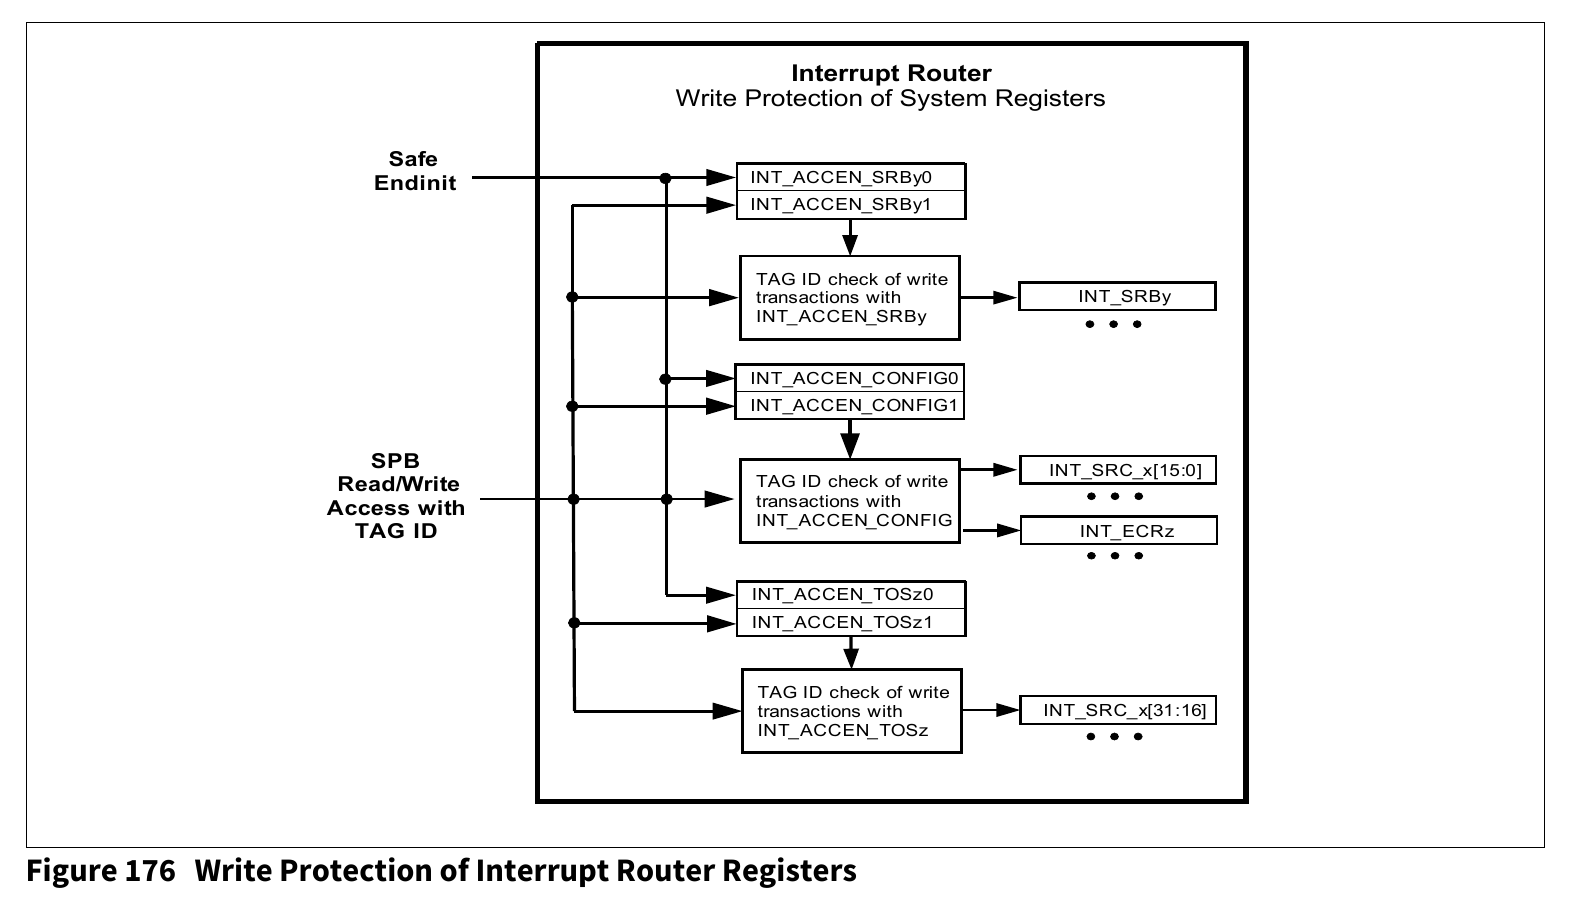 Interrupt Router
Write Protection of System Registers
Safe
Endinit
INT_ACCEN_SRBy0
INT_ACCEN_SRBy1
TAG ID check of write
transactions with
INT_ACCEN_SRBy
INT_SRBy
INT_ACCEN_CONFIG0
INT_ACCEN_CONFIG1
SPB
Read/Write
Access with
TAG ID
TAG ID check of write
transactions with
INT_ACCEN_CONFIG
INT_SRC_x[15:0]
INT_ECRz
INT_ACCEN_TOSz0
INT_ACCEN_TOSz1
TAG ID check of write
transactions with
INT_ACCEN_TOSz
INT_SRC_x[31:16]
Figure 176 Write Protection of Interrupt Router Registers